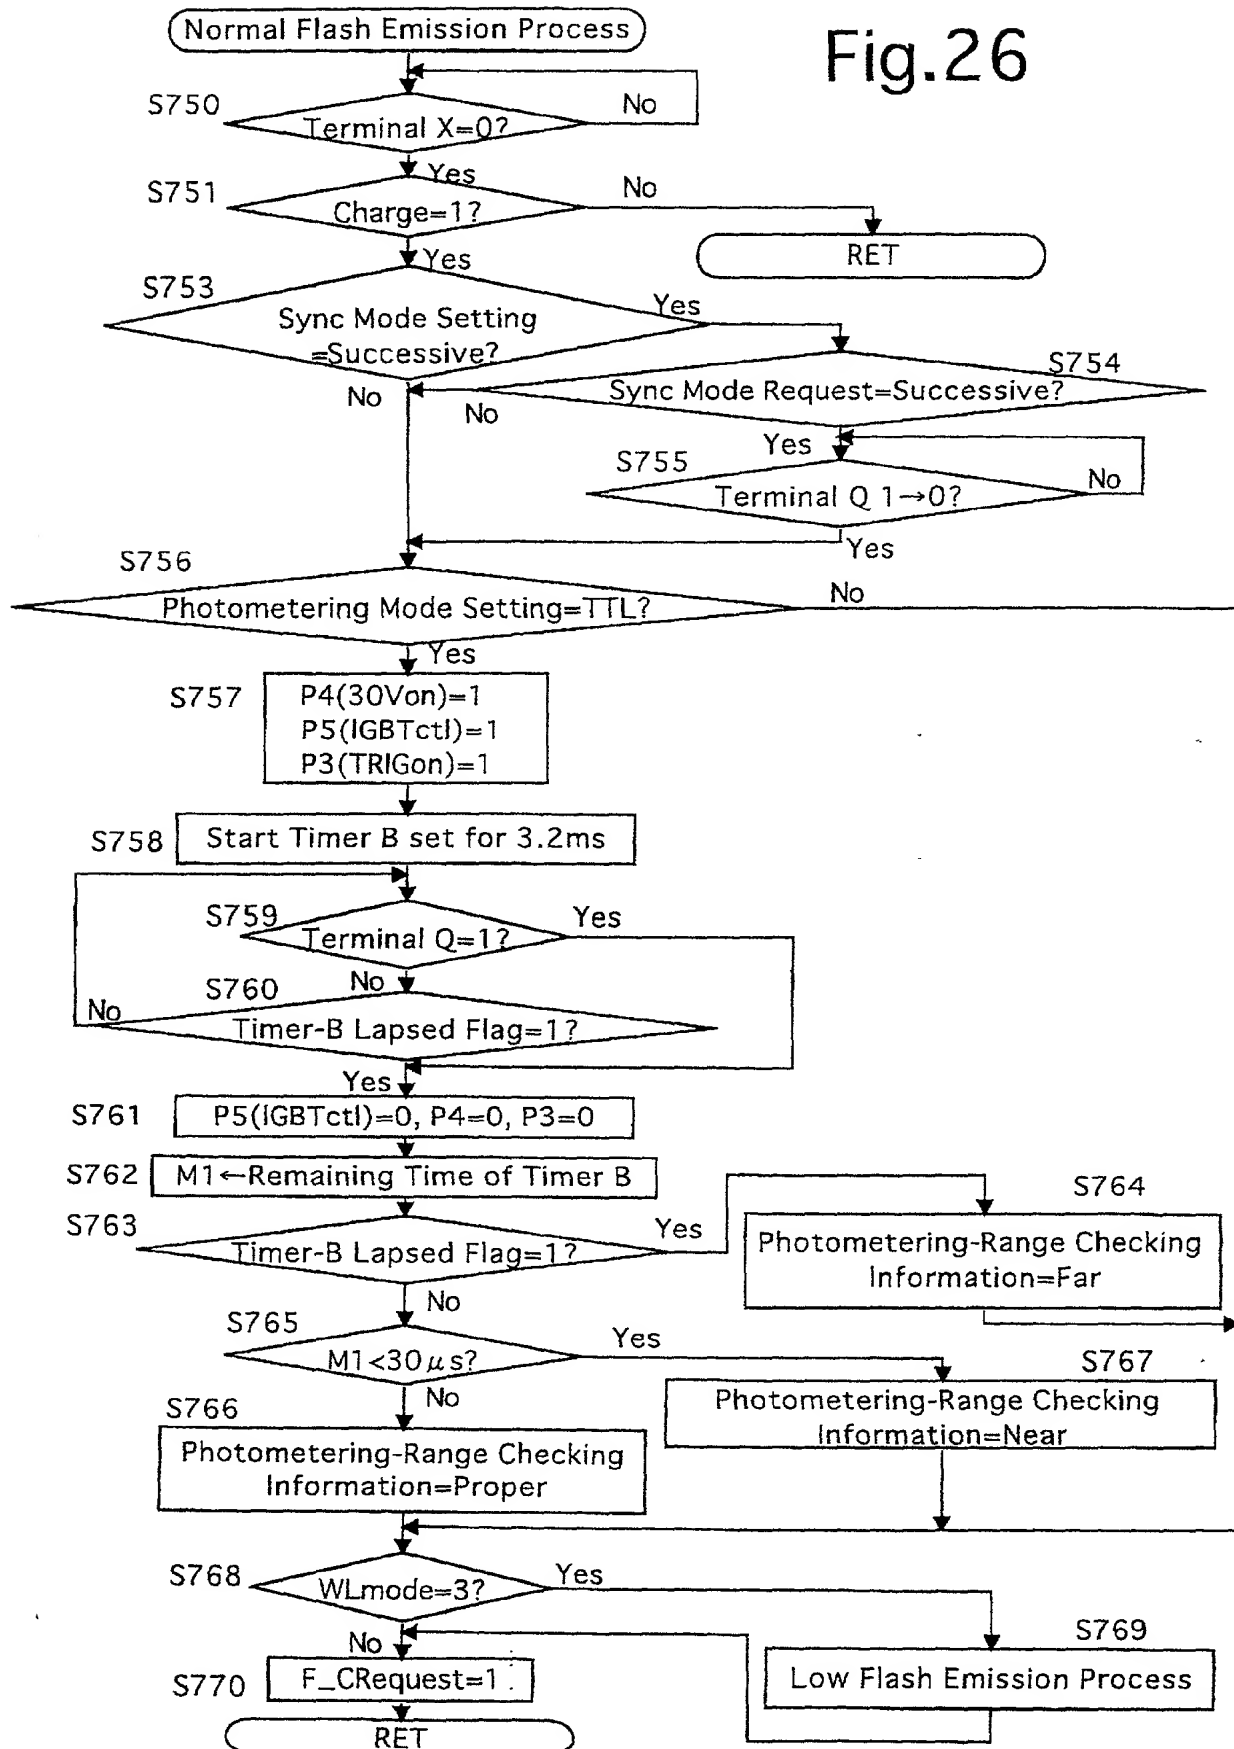 Normal Flash Emission Process
Fig.26
S750
Terminal X=0?
No
Yes
S751
Charge=1?
No
RET
Yes
S753
Sync Mode Setting
=Successive?
Yes
No
S754
Sync Mode Request=Successive?
No
Yes
S755
Terminal Q 1→0?
No
Yes
S756
Photometering Mode Setting=TTL?
No
Yes
S757
P4(30Von)=1
P5(IGBTctl)=1
P3(TRIGon)=1
S758
Start Timer B set for 3.2ms
S759
Terminal Q=1?
Yes
No
S760
Timer-B Lapsed Flag=1?
No
Yes
S761
P5(IGBTctl)=0, P4=0, P3=0
S762
M1←Remaining Time of Timer B
S763
Timer-B Lapsed Flag=1?
Yes
S764
Photometering-Range Checking
Information=Far
No
S765
M1<30μs?
Yes
S767
Photometering-Range Checking
Information=Near
No
S766
Photometering-Range Checking
Information=Proper
S768
WLmode=3?
Yes
S769
Low Flash Emission Process
No
S770
F_CRequest=1
RET